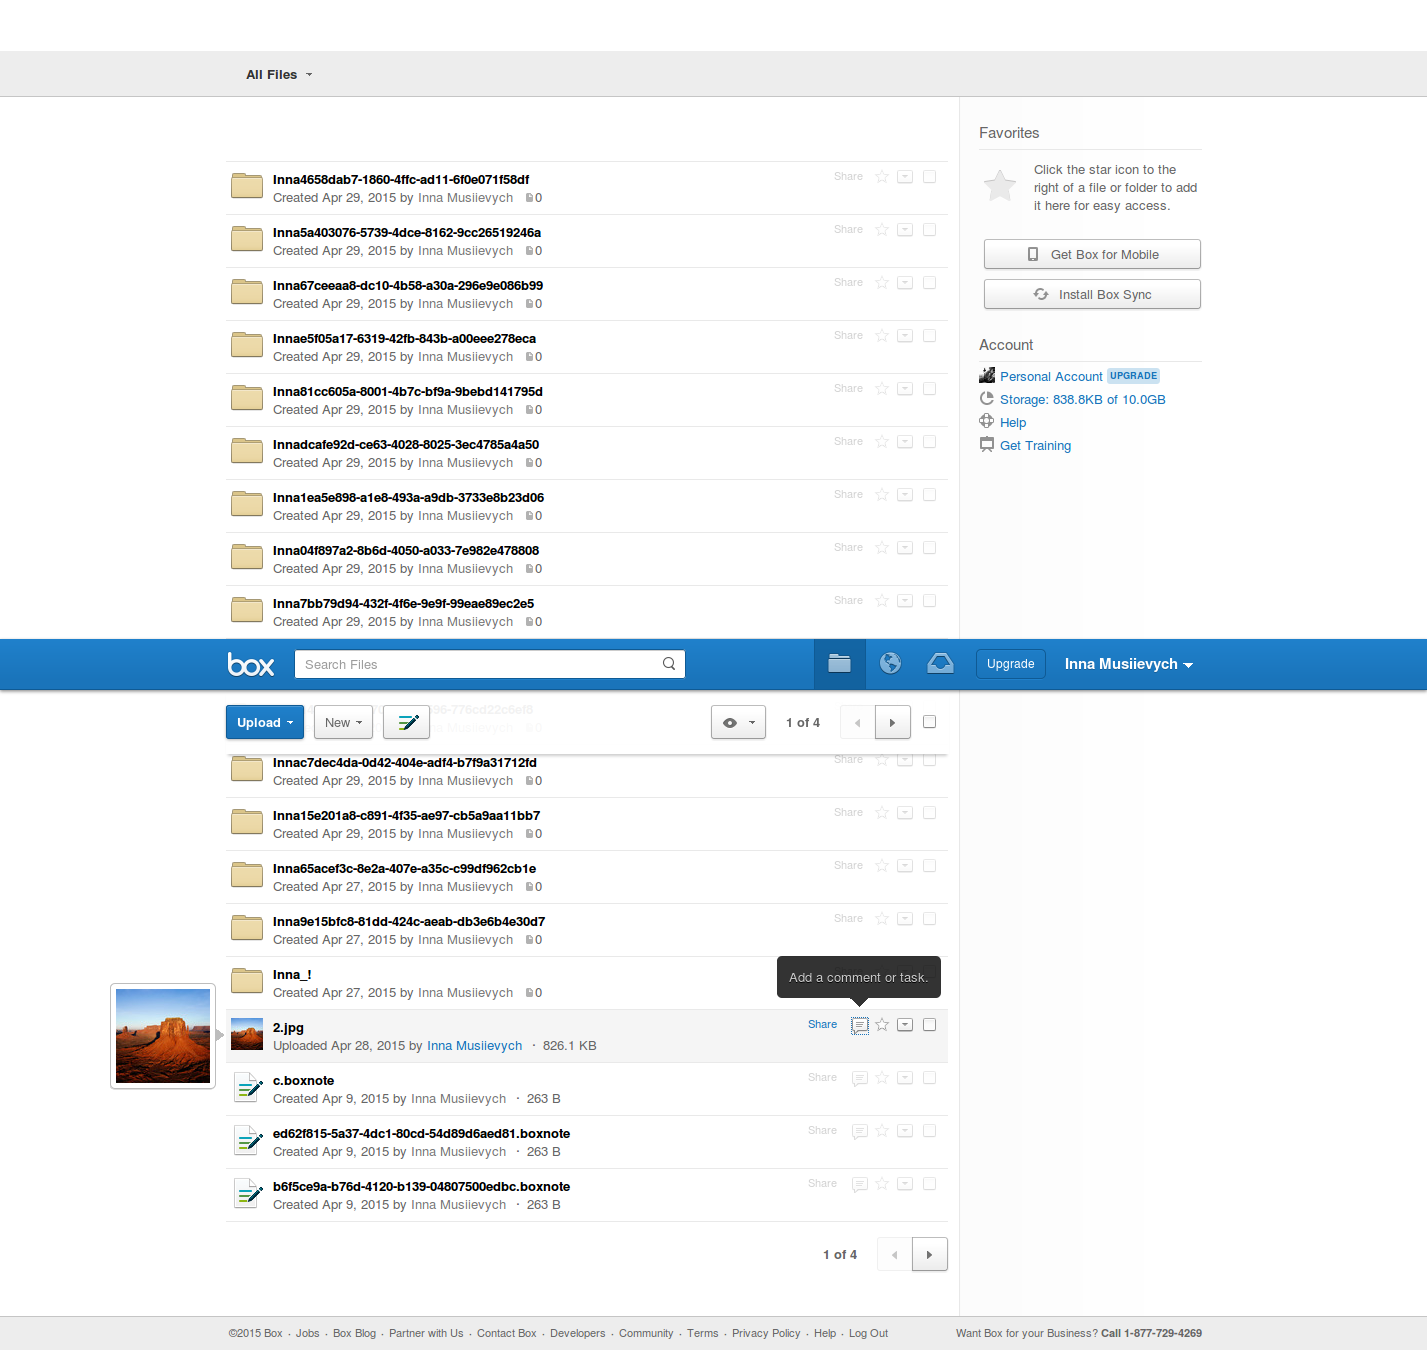 All Files
Favorites
Click the star icon to the
right of a file or folder to add
it here for easy access.
Get Box for Mobile
Install Box Sync
Account
Personal Account UPGRADE
Storage: 838.8KB of 10.0GB
Help
Get Training
Inna4658dab7-1860-4ffc-ad11-6f0e071f58df Share
Created Apr 29, 2015 by Inna Musiievych 0
Inna5a403076-5739-4dce-8162-9cc26519246a Share
Created Apr 29, 2015 by Inna Musiievych 0
Inna67ceeaa8-dc10-4b58-a30a-296e9e086b99 Share
Created Apr 29, 2015 by Inna Musiievych 0
Innae5f05a17-6319-42fb-843b-a00eee278eca Share
Created Apr 29, 2015 by Inna Musiievych 0
Inna81cc605a-8001-4b7c-bf9a-9bebd141795d Share
Created Apr 29, 2015 by Inna Musiievych 0
Innadcafe92d-ce63-4028-8025-3ec4785a4a50 Share
Created Apr 29, 2015 by Inna Musiievych 0
Inna1ea5e898-a1e8-493a-a9db-3733e8b23d06 Share
Created Apr 29, 2015 by Inna Musiievych 0
Inna04f897a2-8b6d-4050-a033-7e982e478808 Share
Created Apr 29, 2015 by Inna Musiievych 0
Inna7bb79d94-432f-4f6e-9e9f-99eae89ec2e5 Share
Created Apr 29, 2015 by Inna Musiievych 0
box Search Files Upgrade Inna Musiievych
Upload New 1 of 4
Innac7dec4da-0d42-404e-adf4-b7f9a31712fd Share
Created Apr 29, 2015 by Inna Musiievych 0
Inna15e201a8-c891-4f35-ae97-cb5a9aa11bb7 Share
Created Apr 29, 2015 by Inna Musiievych 0
Inna65acef3c-8e2a-407e-a35c-c99df962cb1e Share
Created Apr 27, 2015 by Inna Musiievych 0
Inna9e15bfc8-81dd-424c-aeab-db3e6b4e30d7 Share
Created Apr 27, 2015 by Inna Musiievych 0
Inna_!
Created Apr 27, 2015 by Inna Musiievych 0
Add a comment or task.
2.jpg Share
Uploaded Apr 28, 2015 by Inna Musiievych · 826.1 KB
c.boxnote Share
Created Apr 9, 2015 by Inna Musiievych · 263 B
ed62f815-5a37-4dc1-80cd-54d89d6aed81.boxnote Share
Created Apr 9, 2015 by Inna Musiievych · 263 B
b6f5ce9a-b76d-4120-b139-04807500edbc.boxnote Share
Created Apr 9, 2015 by Inna Musiievych · 263 B
1 of 4
©2015 Box · Jobs · Box Blog · Partner with Us · Contact Box · Developers · Community · Terms · Privacy Policy · Help · Log Out Want Box for your Business? Call 1-877-729-4269